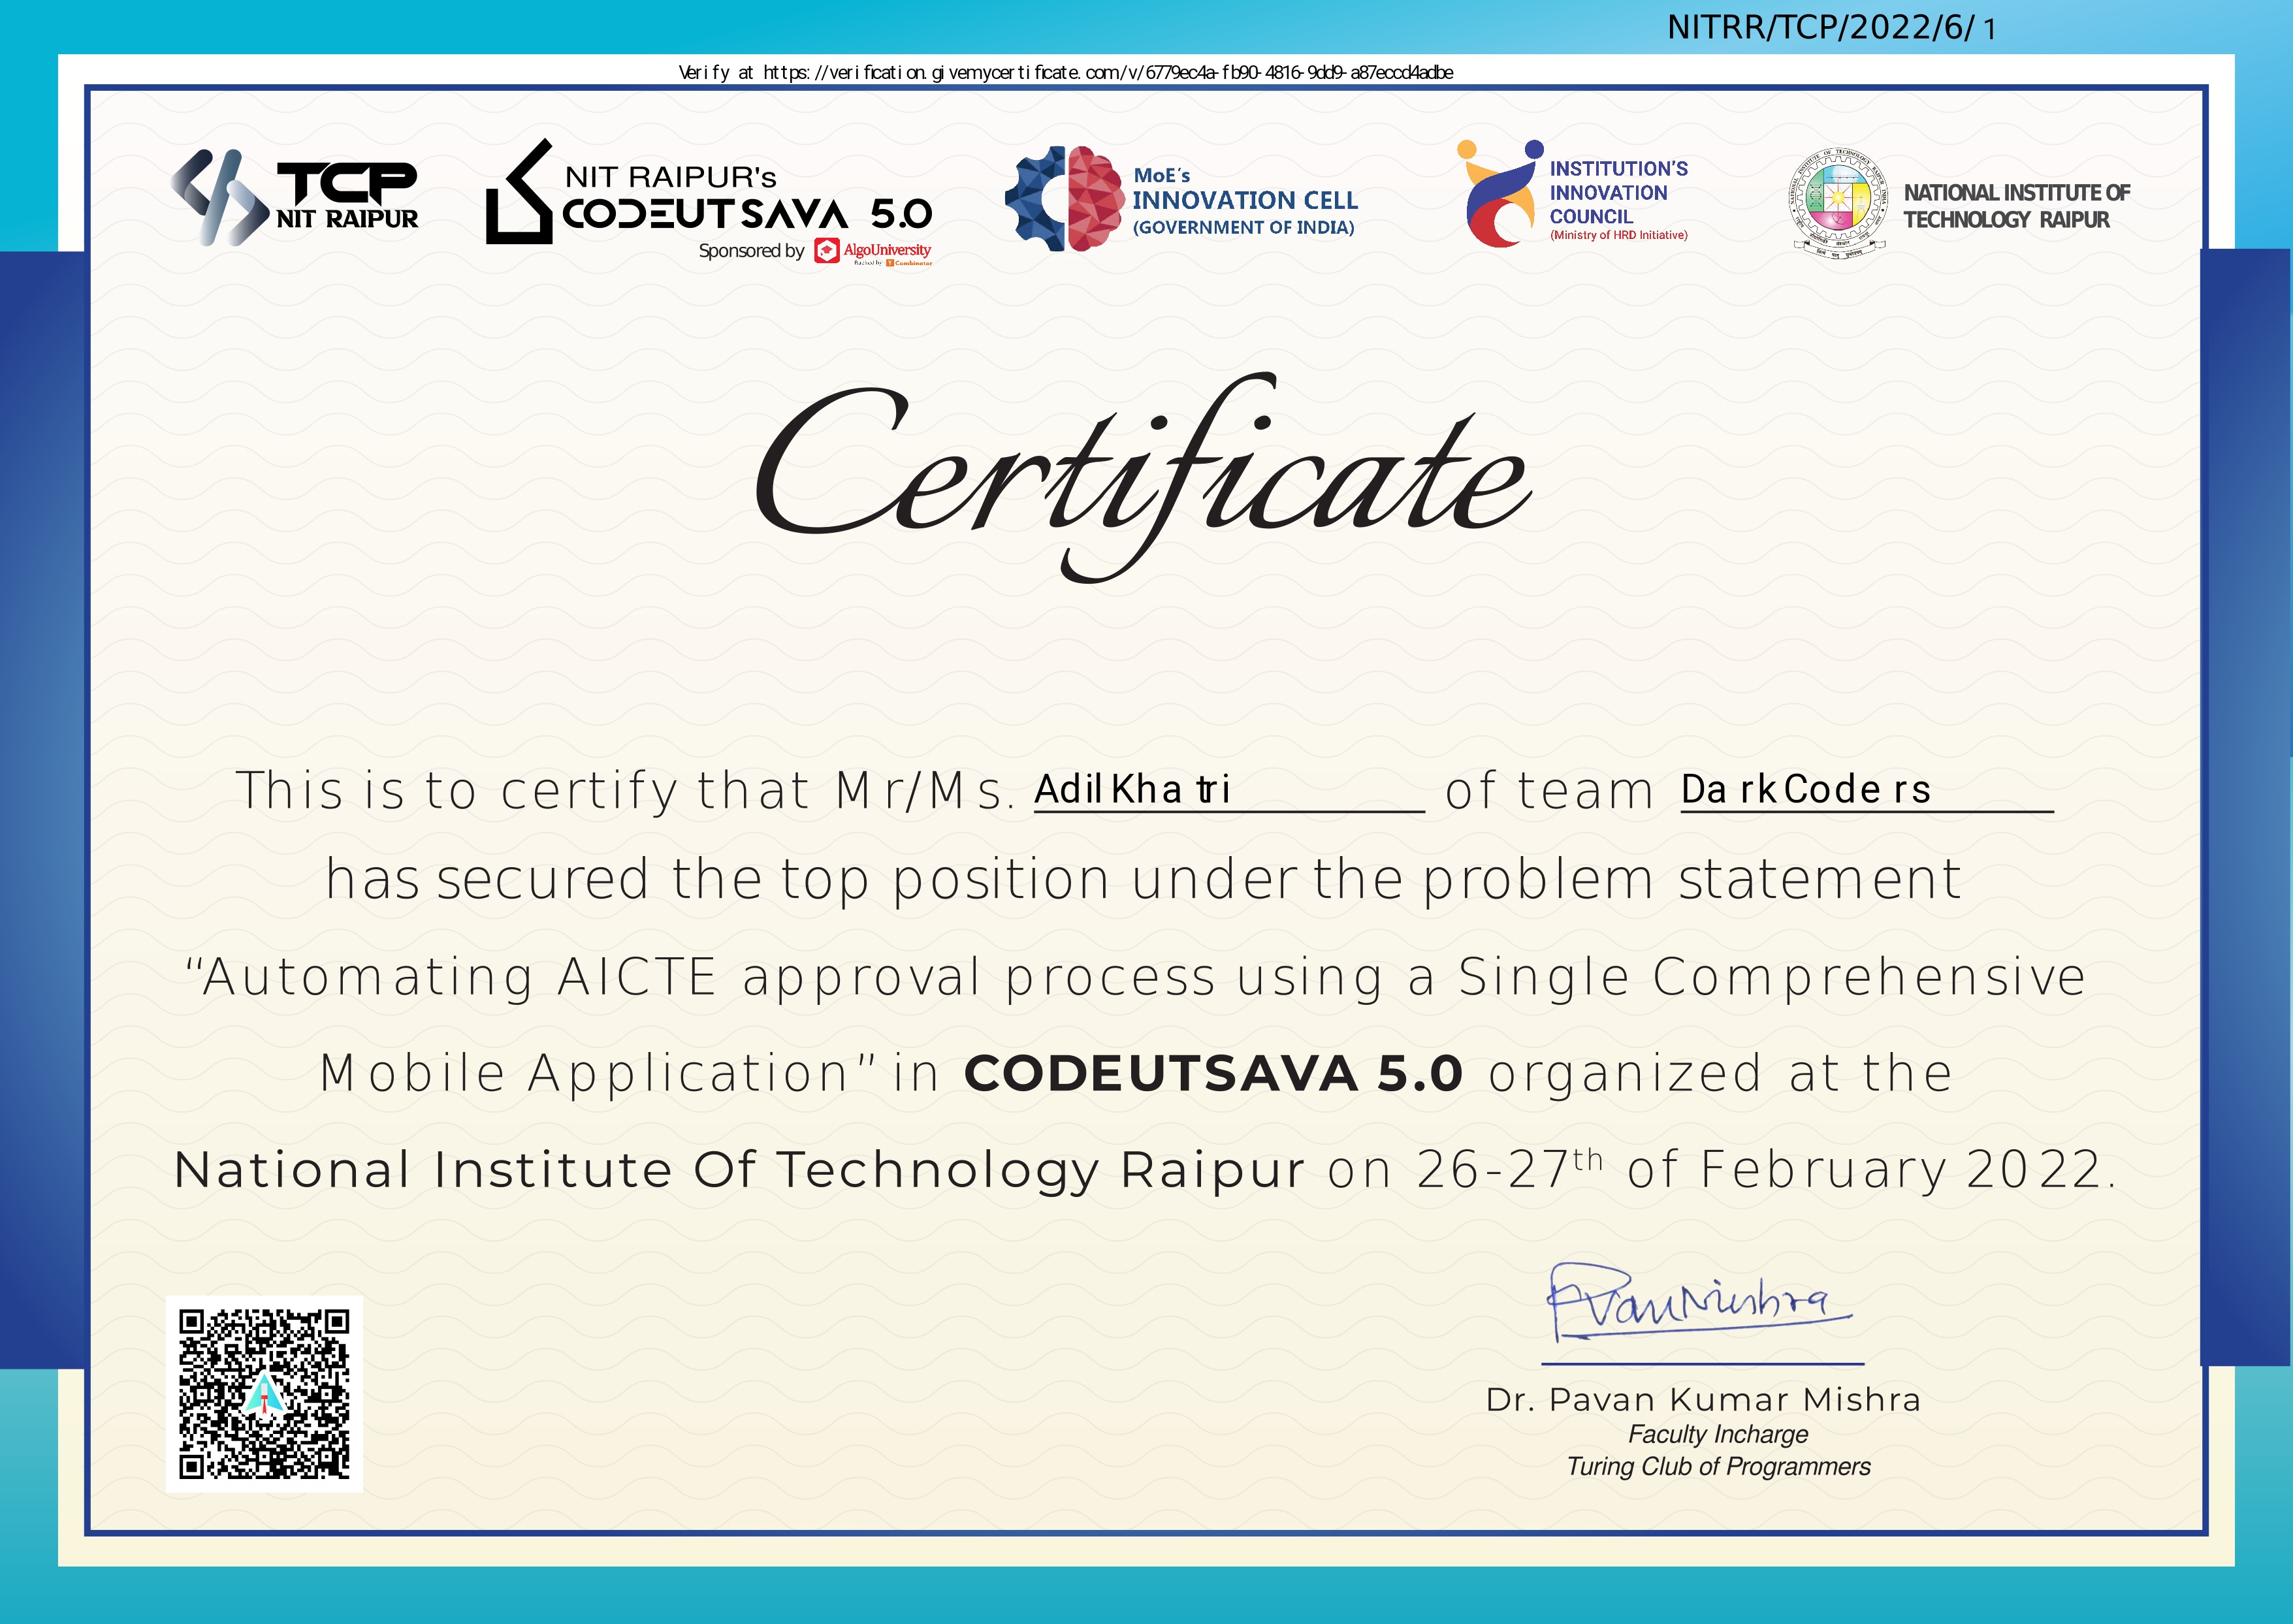 NITRR/TCP/2022/6/ 1
Verify at https://verification.givemycertificate.com/v/6779ec4a-fb90-4816-9dd9-a87eccd4adbe
TCP
NIT RAIPUR
NIT RAIPUR's
CODEUTSAVA 5.0
Sponsored by AlgoUniversity
Backed by Y Combinator
MoE's
INNOVATION CELL
(GOVERNMENT OF INDIA)
INSTITUTION'S
INNOVATION
COUNCIL
(Ministry of HRD Initiative)
NATIONAL INSTITUTE OF
TECHNOLOGY RAIPUR
Certificate
This is to certify that Mr/Ms. Adil Khatri of team DarkCoders
has secured the top position under the problem statement
“Automating AICTE approval process using a Single Comprehensive
Mobile Application” in CODEUTSAVA 5.0 organized at the
National Institute Of Technology Raipur on 26-27th of February 2022.
PavanMishra
Dr. Pavan Kumar Mishra
Faculty Incharge
Turing Club of Programmers